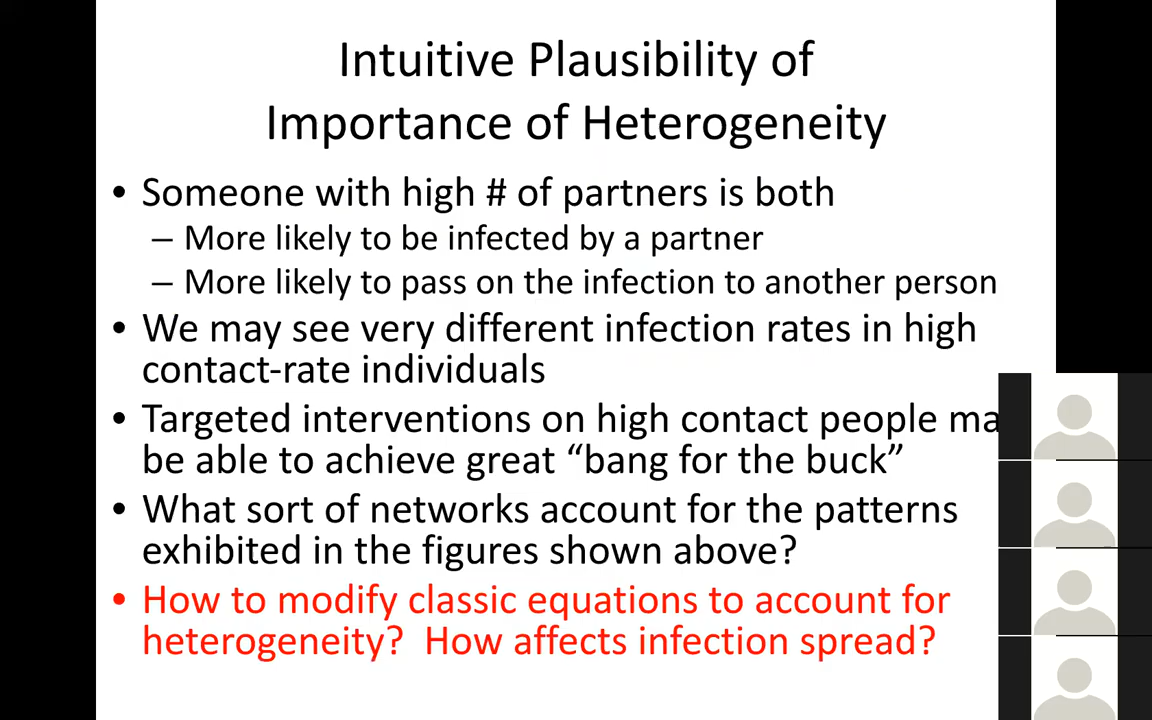 Intuitive Plausibility of
Importance of Heterogeneity
• Someone with high # of partners is both
– More likely to be infected by a partner
– More likely to pass on the infection to another person
• We may see very different infection rates in high
contact-rate individuals
• Targeted interventions on high contact people ma
be able to achieve great “bang for the buck”
• What sort of networks account for the patterns
exhibited in the figures shown above?
• How to modify classic equations to account for
heterogeneity?  How affects infection spread?